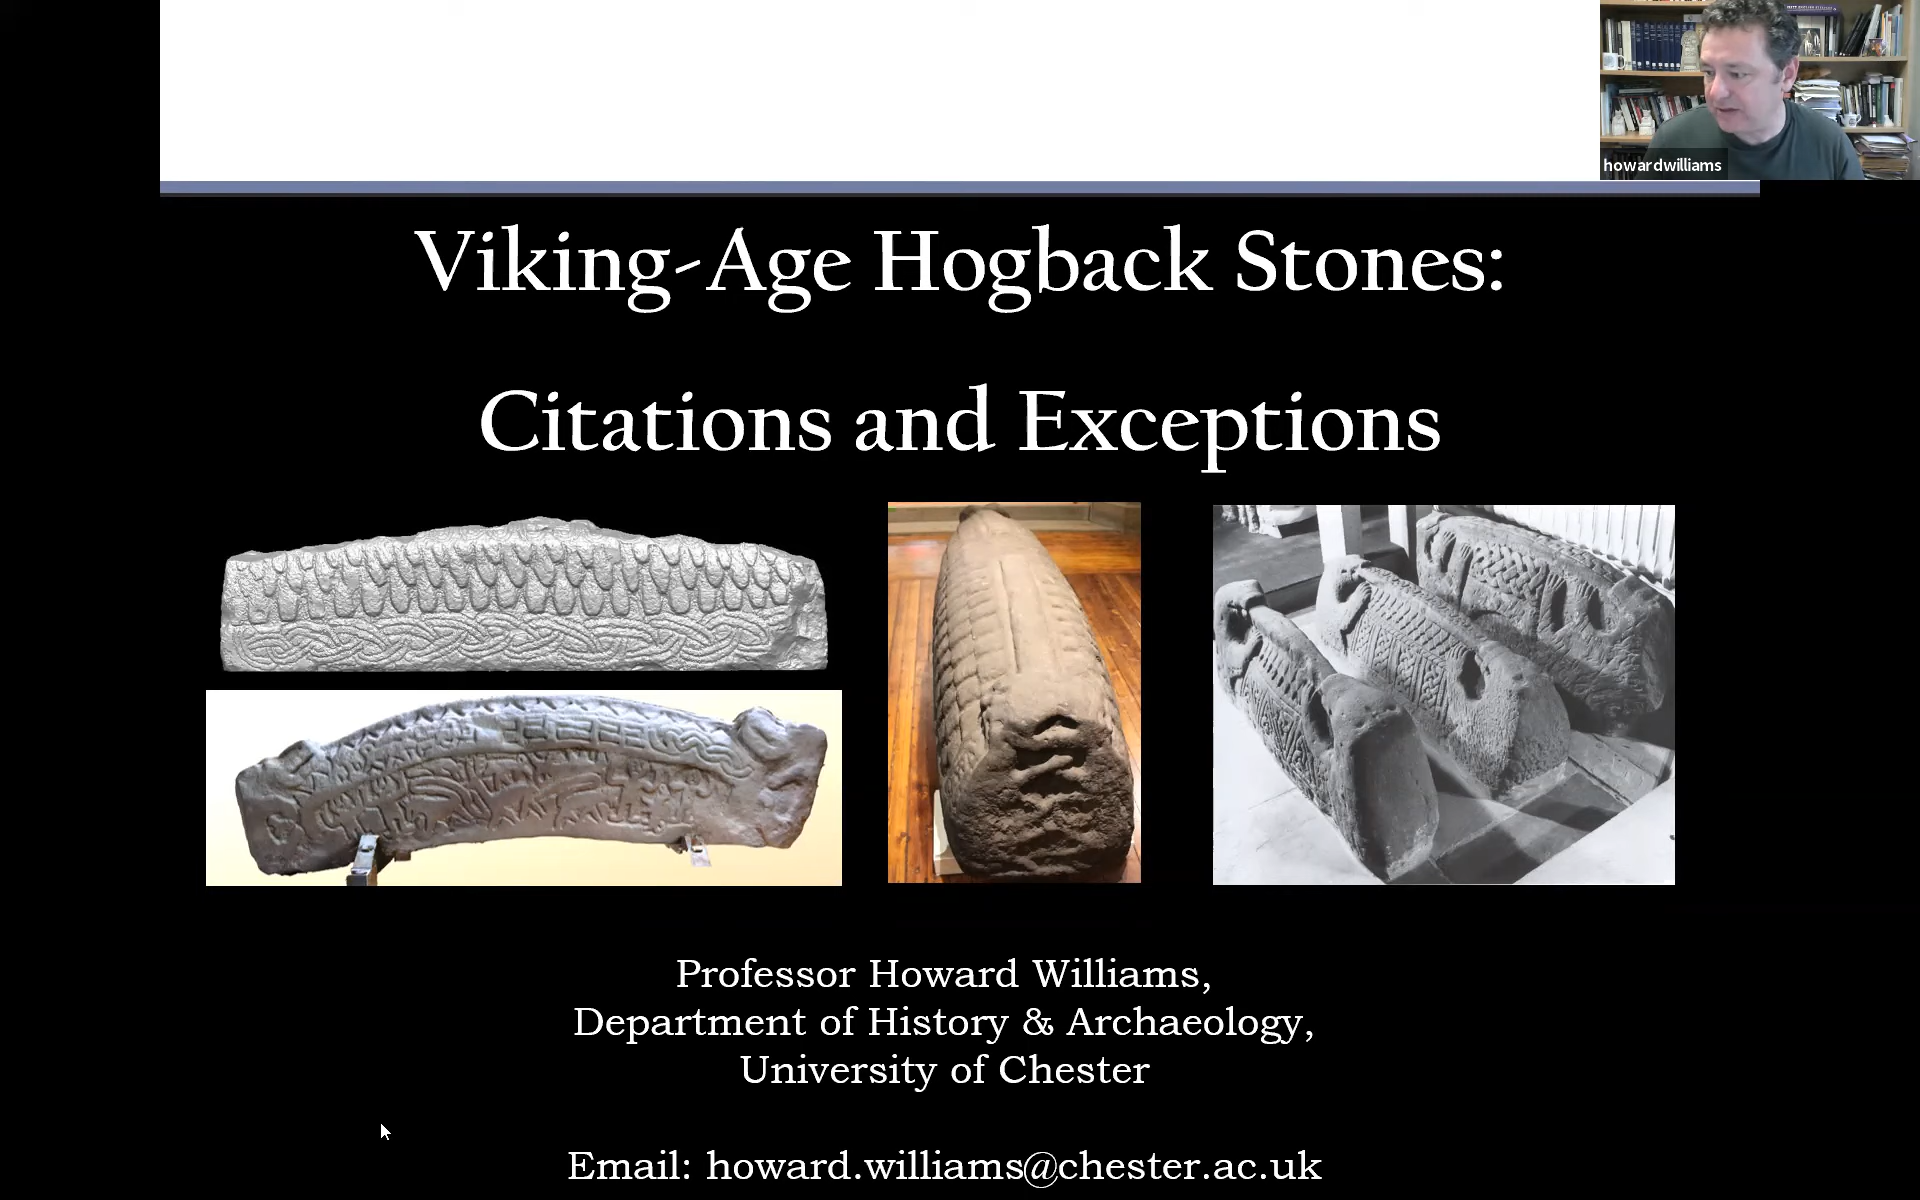 howardwilliams
Viking-Age Hogback Stones:
Citations and Exceptions
Professor Howard Williams,
Department of History & Archaeology,
University of Chester
Email: howard.williams@chester.ac.uk